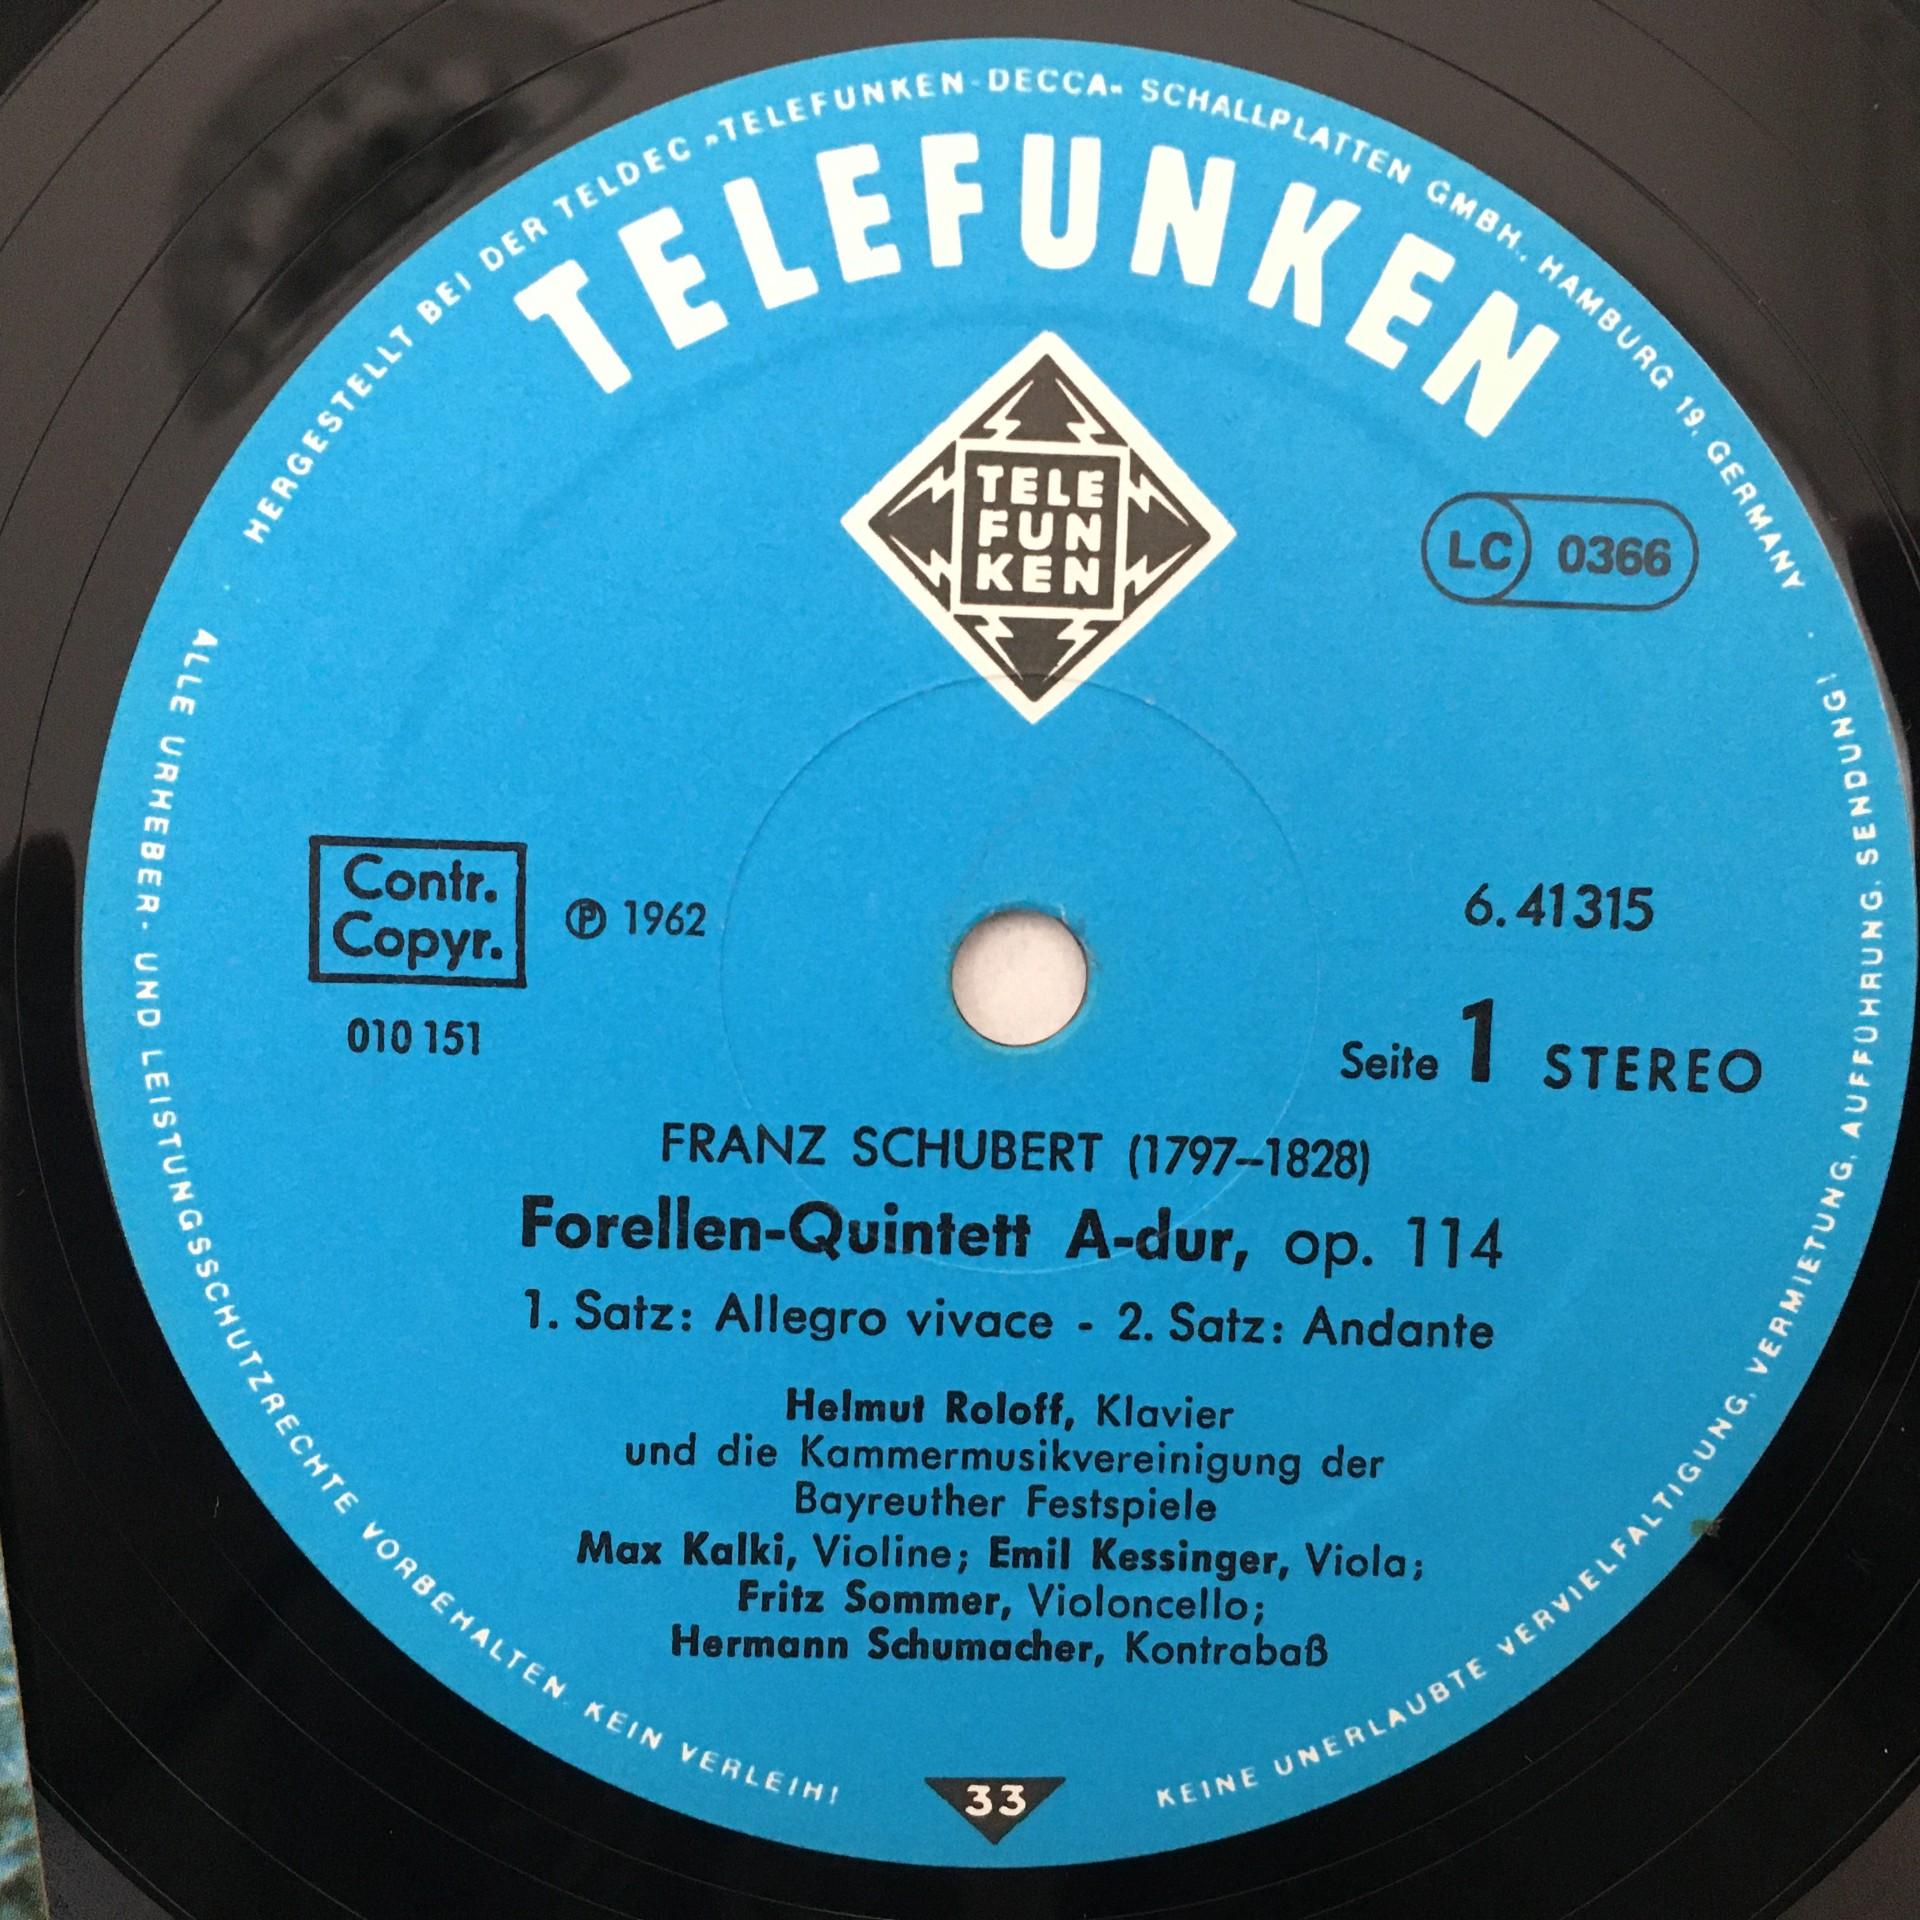 HERGESTELLT BEI DER TELDEC »TELEFUNKEN-DECCA« SCHALLPLATTEN GMBH., HAMBURG 19, GERMANY
TELEFUNKEN
TELE
FUN
KEN
LC 0366
Contr.
Copyr.
℗ 1962
6.41315
010 151
Seite 1 STEREO
FRANZ SCHUBERT (1797–1828)
Forellen-Quintett A-dur, op. 114
1. Satz: Allegro vivace - 2. Satz: Andante
Helmut Roloff, Klavier
und die Kammermusikvereinigung der
Bayreuther Festspiele
Max Kalki, Violine; Emil Kessinger, Viola;
Fritz Sommer, Violoncello;
Hermann Schumacher, Kontrabaß
33
ALLE URHEBER- UND LEISTUNGSSCHUTZRECHTE VORBEHALTEN. KEIN VERLEIH!
KEINE UNERLAUBTE VERVIELFALTIGUNG, VERMIETUNG, AUFFUHRUNG, SENDUNG!